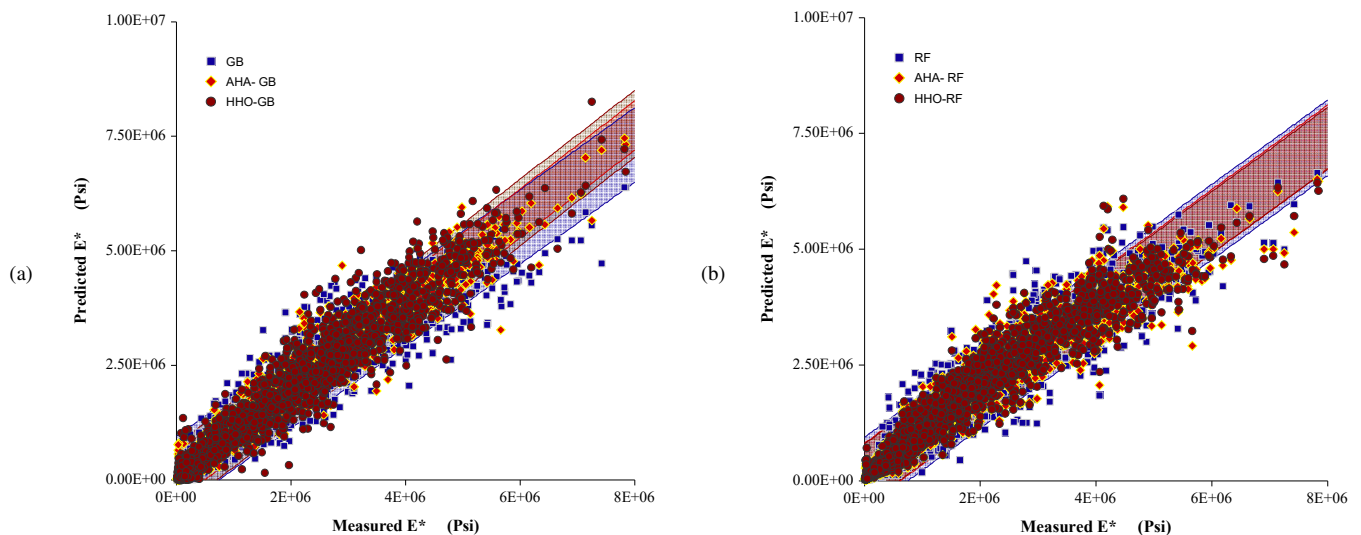 (a)
Predicted E* (Psi)
1.00E+07
7.50E+06
5.00E+06
2.50E+06
0.00E+00
GB
AHA- GB
HHO-GB
0E+00 2E+06 4E+06 6E+06 8E+06
Measured E* (Psi)
(b)
Predicted E* (Psi)
1.00E+07
7.50E+06
5.00E+06
2.50E+06
0.00E+00
RF
AHA- RF
HHO-RF
0E+00 2E+06 4E+06 6E+06 8E+06
Measured E* (Psi)